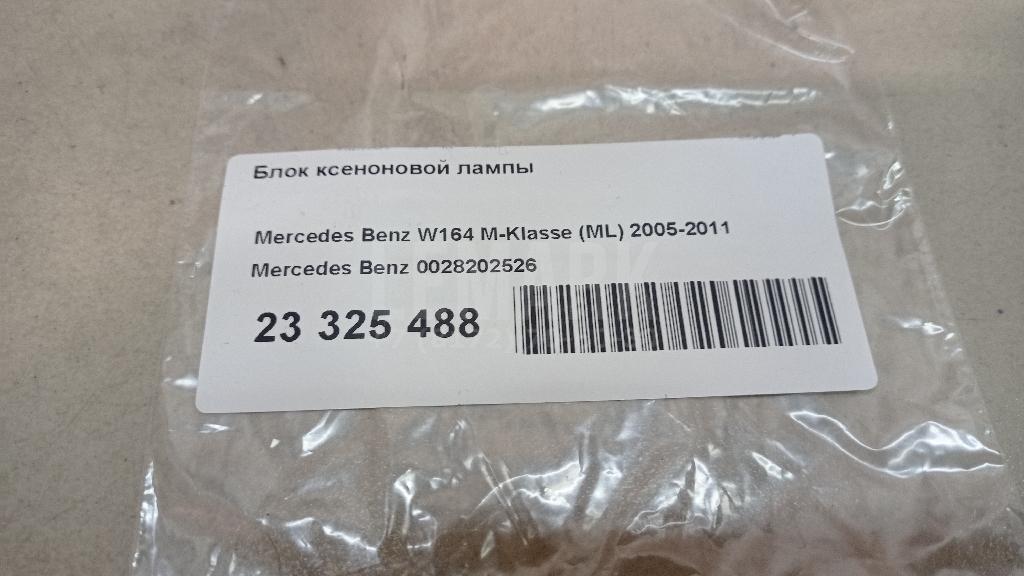 Блок ксеноновой лампы
Mercedes Benz W164 M-Klasse (ML) 2005-2011
Mercedes Benz 0028202526
23 325 488